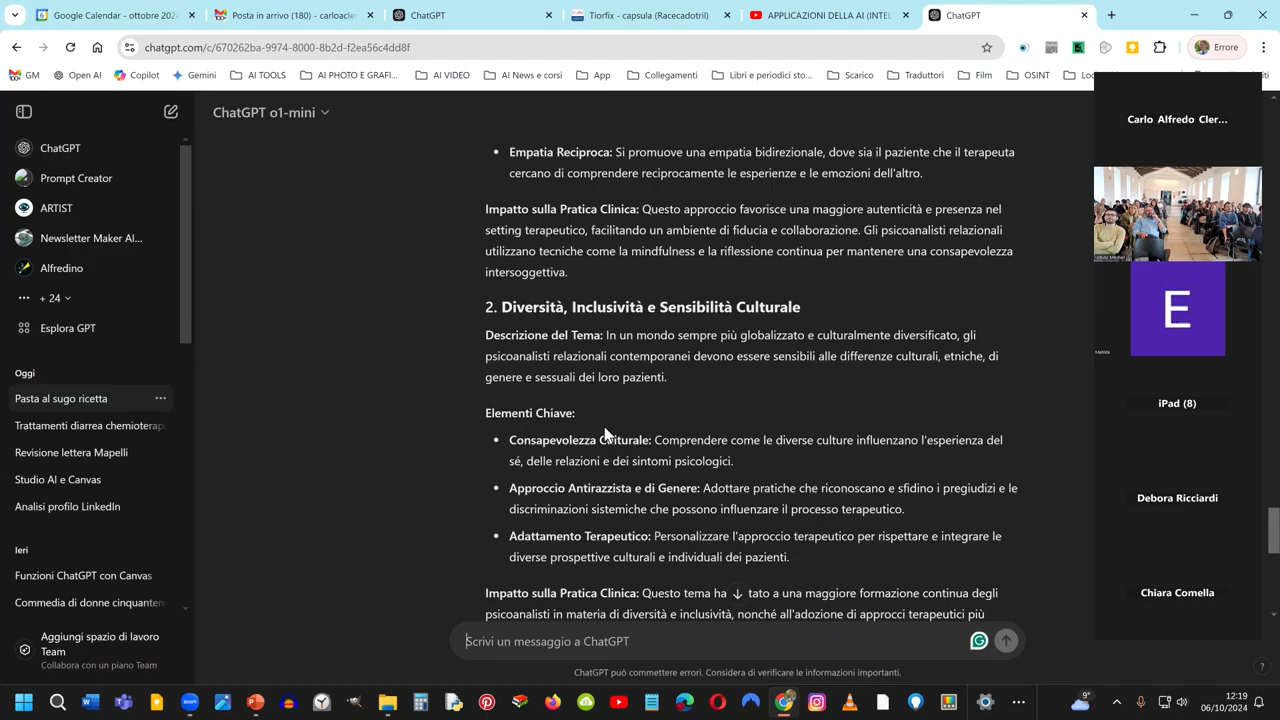 Google Calendar - ottobre 202
Posta in arrivo (180) - carloacle
ChatGPT
Tiorfix - capsula (Racecadotril)
APPLICAZIONI DELLA AI (INTEL
ChatGPT
chatgpt.com/c/670262ba-9974-8000-8b2d-f2ea56c4dd8f
Errore
GM
Open AI
Copilot
Gemini
AI TOOLS
AI PHOTO E GRAFI...
AI VIDEO
AI News e corsi
App
Collegamenti
Libri e periodici sto...
Scarico
Traduttori
Film
OSINT
ChatGPT o1-mini
ChatGPT
Prompt Creator
ARTIST
Newsletter Maker AI...
Alfredino
+ 24
Esplora GPT
Oggi
Pasta al sugo ricetta
Trattamenti diarrea chemioterap
Revisione lettera Mapelli
Studio AI e Canvas
Analisi profilo LinkedIn
Ieri
Funzioni ChatGPT con Canvas
Commedia di donne cinquanten
Aggiungi spazio di lavoro
Team
Collabora con un piano Team
• Empatia Reciproca: Si promuove una empatia bidirezionale, dove sia il paziente che il terapeuta
cercano di comprendere reciprocamente le esperienze e le emozioni dell'altro.
Impatto sulla Pratica Clinica: Questo approccio favorisce una maggiore autenticità e presenza nel
setting terapeutico, facilitando un ambiente di fiducia e collaborazione. Gli psicoanalisti relazionali
utilizzano tecniche come la mindfulness e la riflessione continua per mantenere una consapevolezza
intersoggettiva.
2. Diversità, Inclusività e Sensibilità Culturale
Descrizione del Tema: In un mondo sempre più globalizzato e culturalmente diversificato, gli
psicoanalisti relazionali contemporanei devono essere sensibili alle differenze culturali, etniche, di
genere e sessuali dei loro pazienti.
Elementi Chiave:
• Consapevolezza Culturale: Comprendere come le diverse culture influenzano l'esperienza del
sé, delle relazioni e dei sintomi psicologici.
• Approccio Antirazzista e di Genere: Adottare pratiche che riconoscano e sfidino i pregiudizi e le
discriminazioni sistemiche che possono influenzare il processo terapeutico.
• Adattamento Terapeutico: Personalizzare l'approccio terapeutico per rispettare e integrare le
diverse prospettive culturali e individuali dei pazienti.
Impatto sulla Pratica Clinica: Questo tema ha tato a una maggiore formazione continua degli
psicoanalisti in materia di diversità e inclusività, nonché all'adozione di approcci terapeutici più
Scrivi un messaggio a ChatGPT
ChatGPT può commettere errori. Considera di verificare le informazioni importanti.
?
Carlo Alfredo Cler...
E
Matilde
iPad (8)
Debora Ricciardi
Chiara Comella
zoom
9°
12:19
06/10/2024